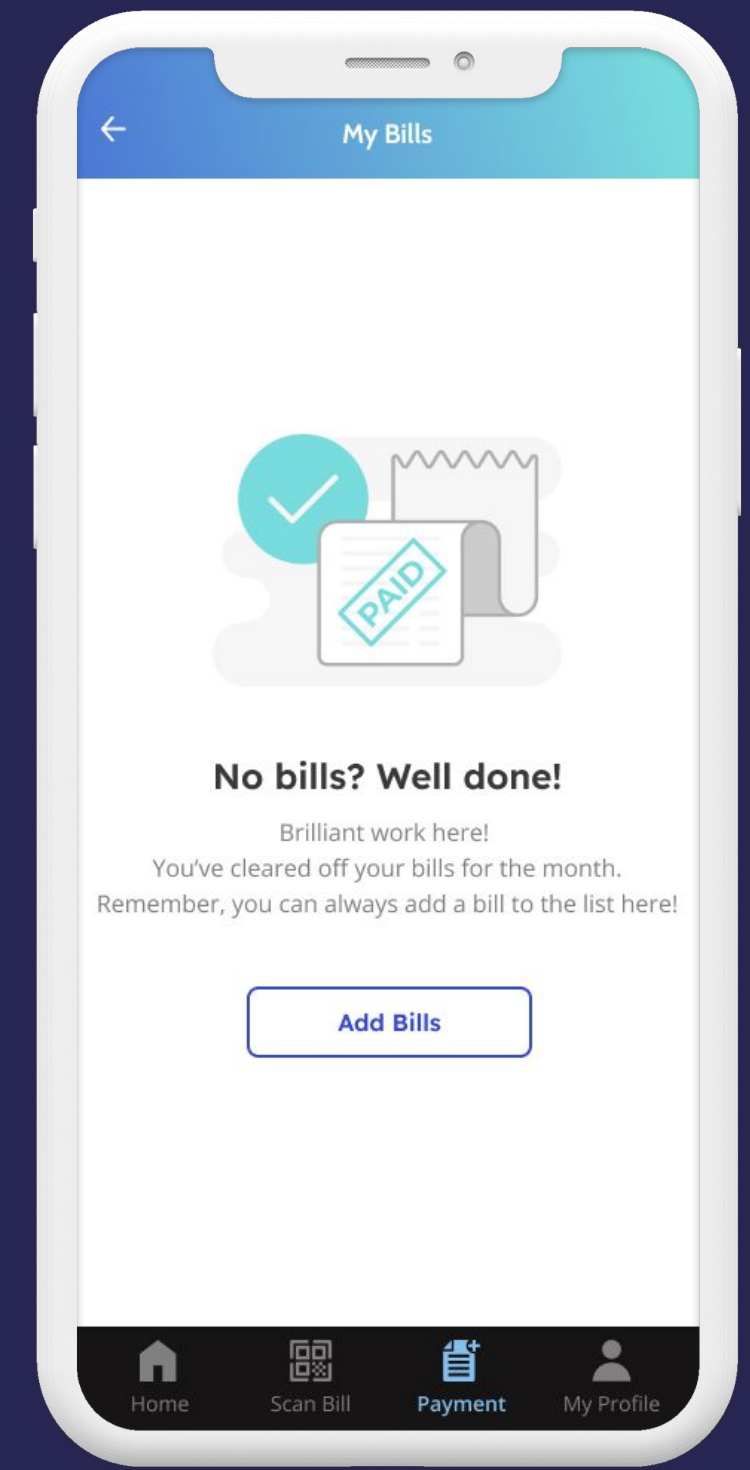 My Bills
PAID
No bills? Well done!
Brilliant work here!
You've cleared off your bills for the month.
Remember, you can always add a bill to the list here!
Add Bills
Home
Scan Bill
Payment
My Profile